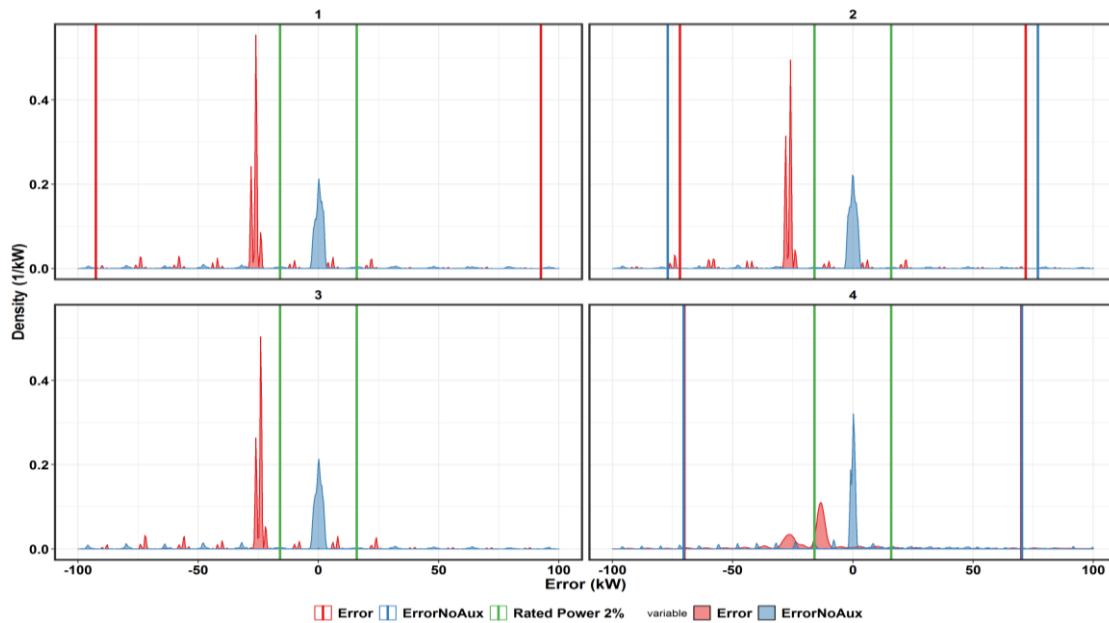 1
2
0.4
0.2
0.0
3
4
0.4
0.2
0.0
Density (1/kW)
-100 -50 0 50 100 -100 -50 0 50 100
Error (kW)
Error ErrorNoAux Rated Power 2% variable Error ErrorNoAux